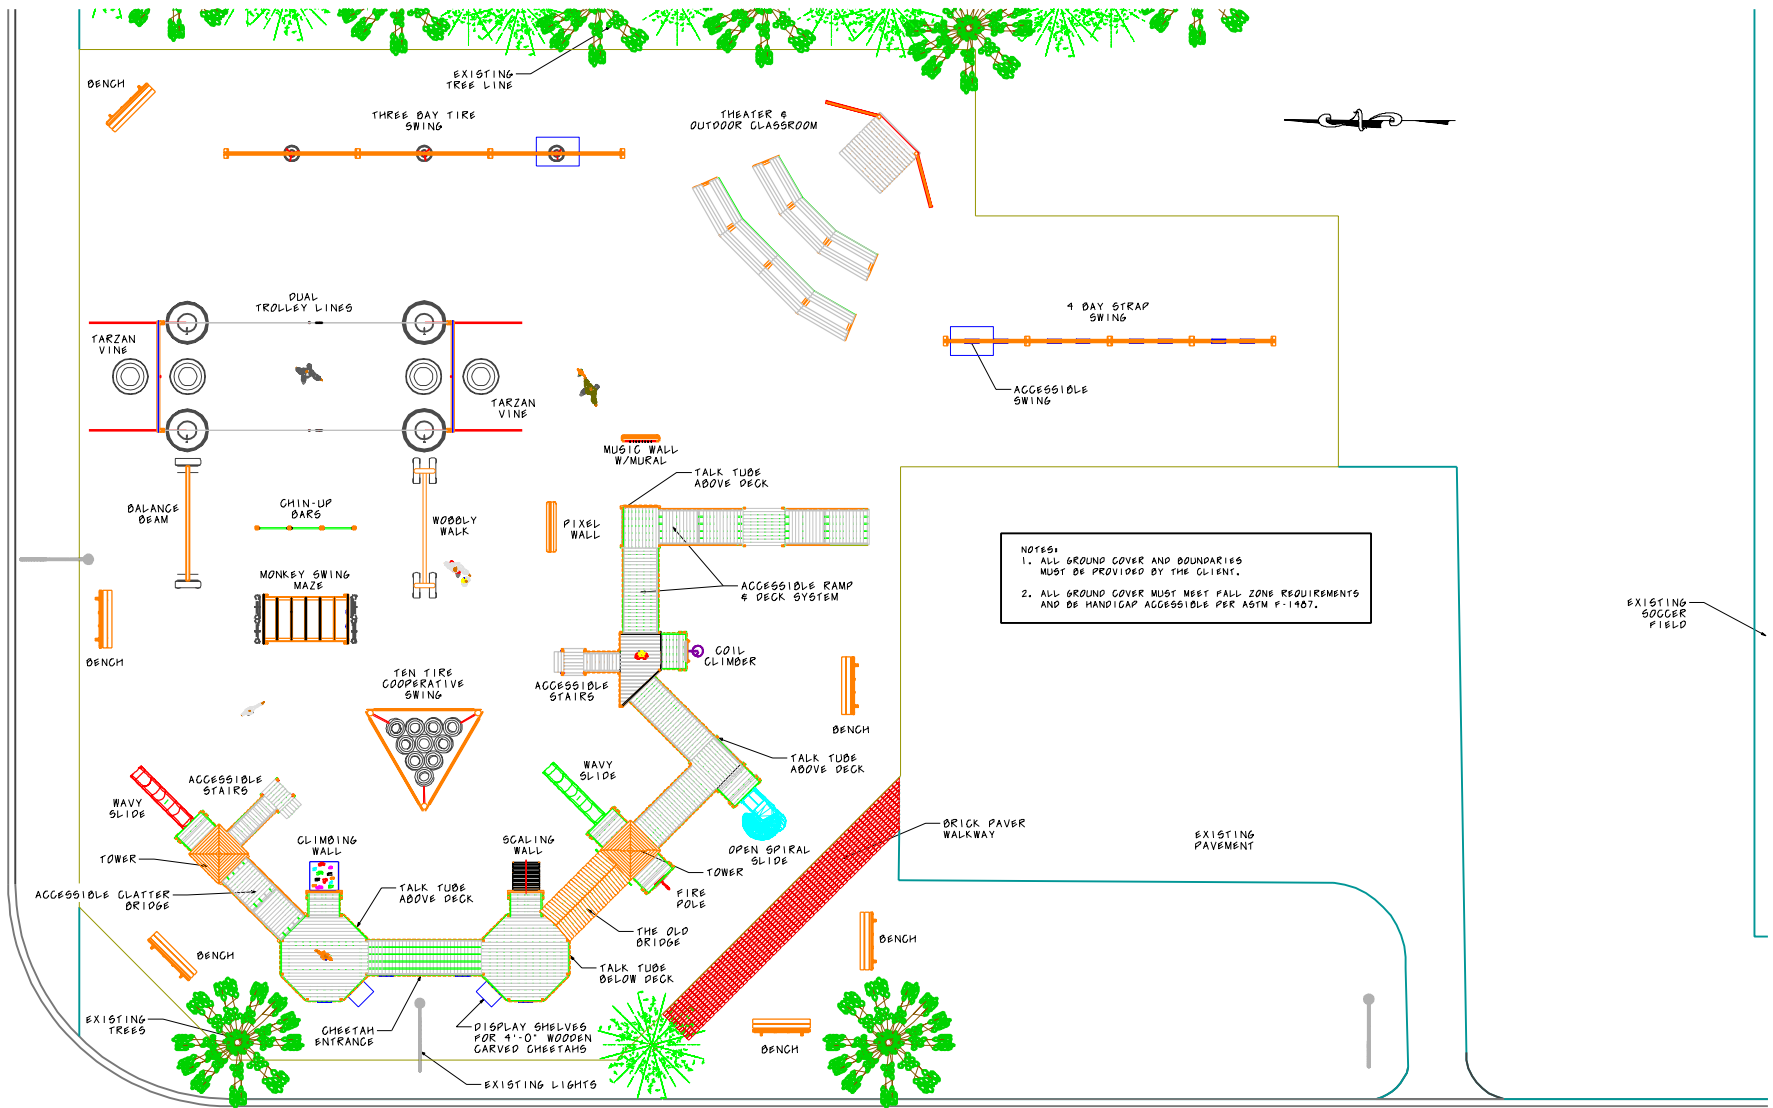 EXISTING
TREE LINE
BENCH
THREE BAY TIRE
SWING
THEATER &
OUTDOOR CLASSROOM
DUAL
TROLLEY LINES
4 BAY STRAP
SWING
TARZAN
VINE
ACCESSIBLE
SWING
TARZAN
VINE
MUSIC WALL
W/MURAL
TALK TUBE
ABOVE DECK
BALANCE
BEAM
CHIN-UP
BARS
WOBBLY
WALK
PIXEL
WALL
NOTES:
1. ALL GROUND COVER AND BOUNDARIES
MUST BE PROVIDED BY THE CLIENT.
2. ALL GROUND COVER MUST MEET FALL ZONE REQUIREMENTS
AND BE HANDICAP ACCESSIBLE PER ASTM F-1487.
MONKEY SWING
MAZE
ACCESSIBLE RAMP
& DECK SYSTEM
EXISTING
SOCCER
FIELD
BENCH
COIL
CLIMBER
TEN TIRE
COOPERATIVE
SWING
ACCESSIBLE
STAIRS
BENCH
TALK TUBE
ABOVE DECK
WAVY
SLIDE
ACCESSIBLE
STAIRS
WAVY
SLIDE
BRICK PAVER
WALKWAY
EXISTING
PAVEMENT
CLIMBING
WALL
SCALING
WALL
OPEN SPIRAL
SLIDE
TOWER
TOWER
ACCESSIBLE CLATTER
BRIDGE
TALK TUBE
ABOVE DECK
FIRE
POLE
THE OLD
BRIDGE
BENCH
BENCH
TALK TUBE
BELOW DECK
EXISTING
TREES
CHEETAH
ENTRANCE
DISPLAY SHELVES
FOR 4'-0" WOODEN
CARVED CHEETAHS
BENCH
EXISTING LIGHTS